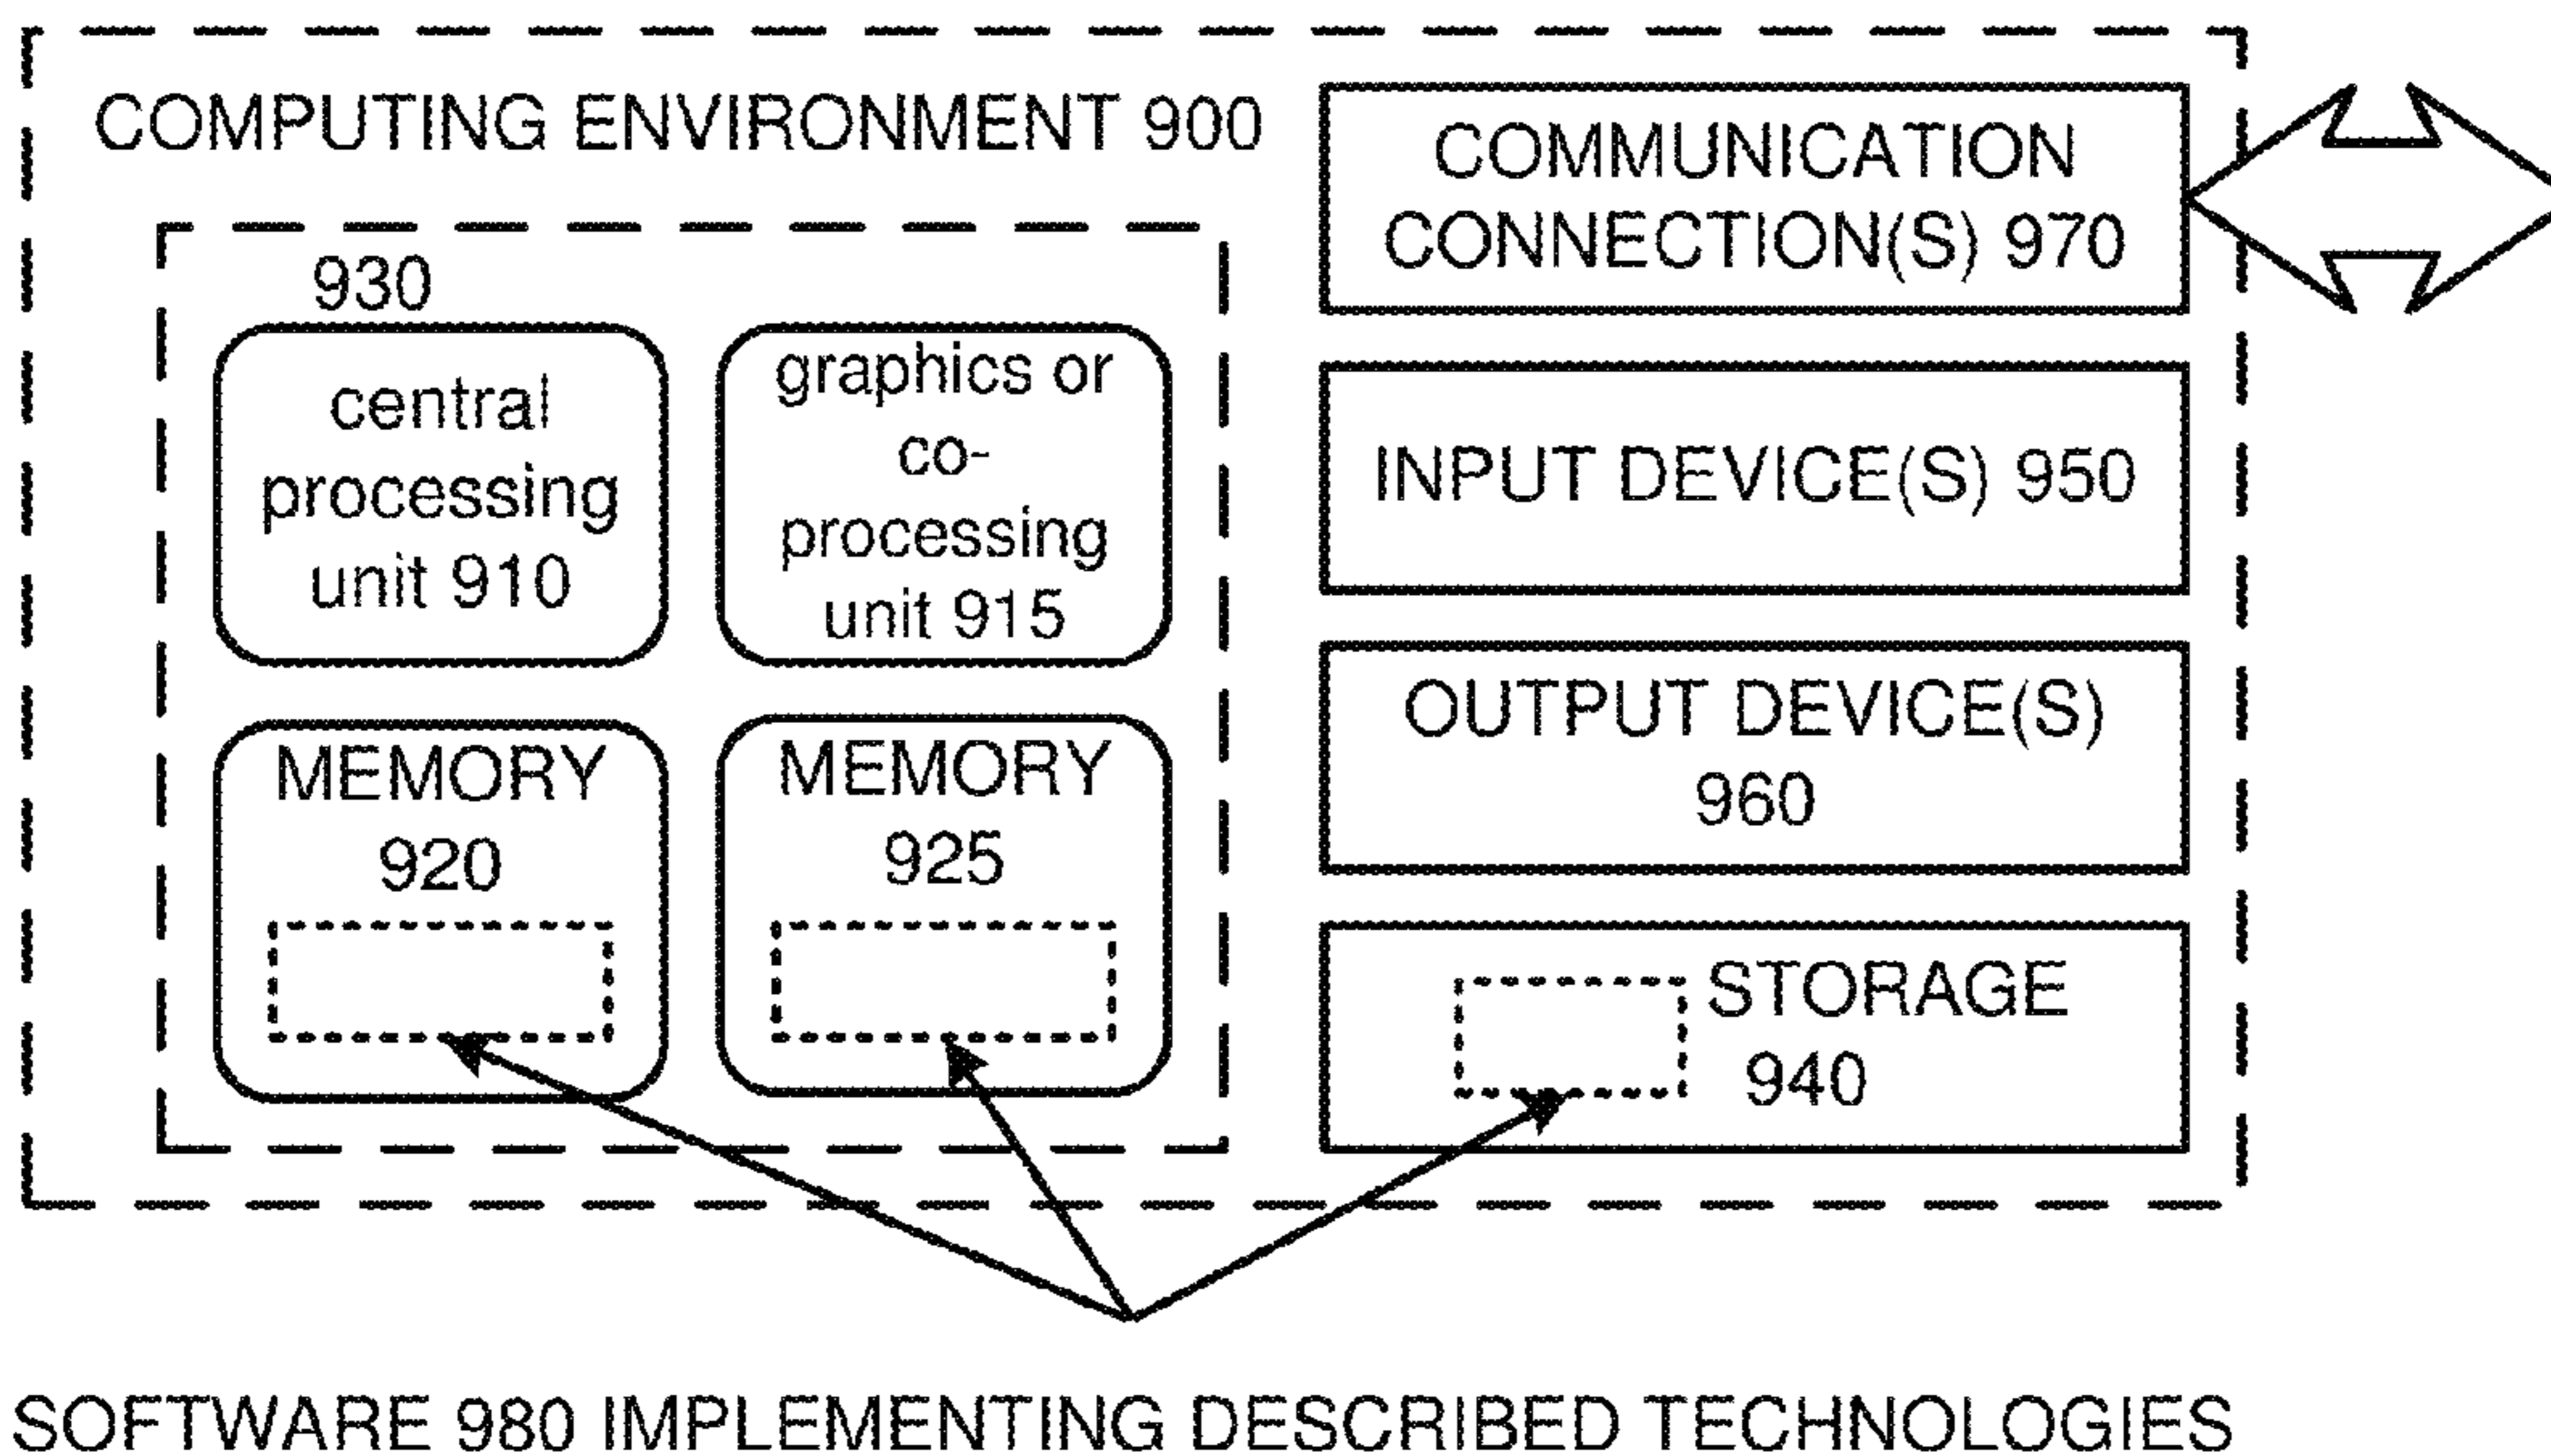 COMPUTING ENVIRONMENT 900
930
central
processing
unit 910
graphics or
co-
processing
unit 915
MEMORY
920
MEMORY
925
COMMUNICATION
CONNECTION(S) 970
INPUT DEVICE(S) 950
OUTPUT DEVICE(S)
960
STORAGE
940
SOFTWARE 980 IMPLEMENTING DESCRIBED TECHNOLOGIES